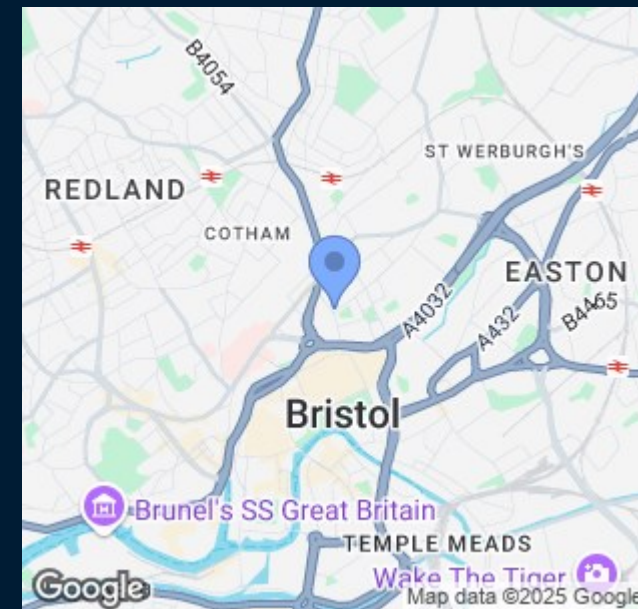 B4054
ST WERBURGH'S
REDLAND
COTHAM
EASTON
A4032
A432
B4465
Bristol
Brunel's SS Great Britain
TEMPLE MEADS
Wake The Tiger
Google
Map data ©2025 Google